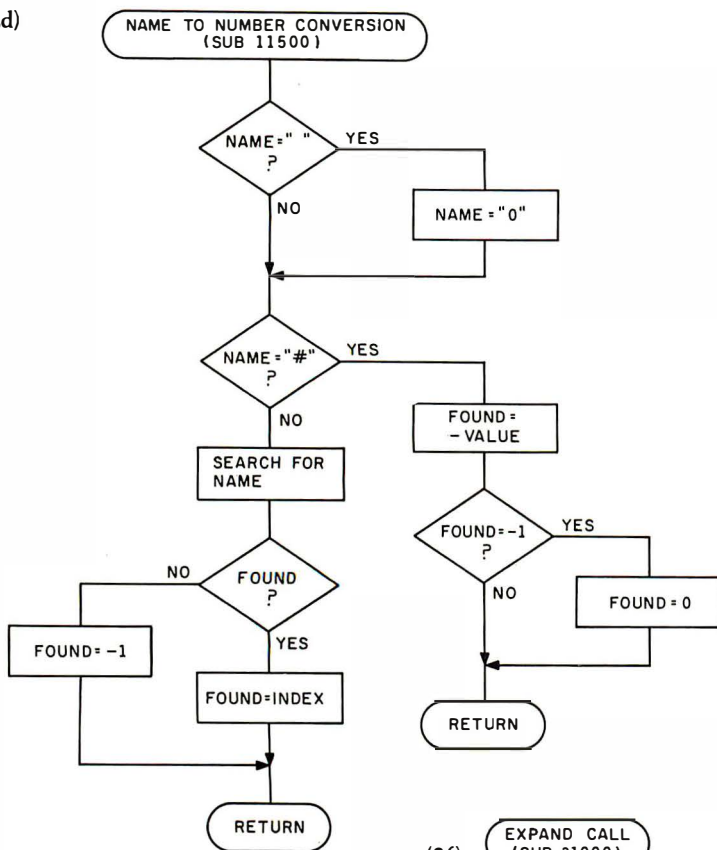 d)
NAME TO NUMBER CONVERSION
(SUB 11500)
NAME=" "
?
YES
NO
NAME="0"
NAME="#"
?
YES
NO
FOUND=
-VALUE
SEARCH FOR
NAME
FOUND=-1
?
YES
NO
FOUND=0
RETURN
FOUND
?
NO
YES
FOUND=-1
FOUND=INDEX
RETURN
EXPAND CALL